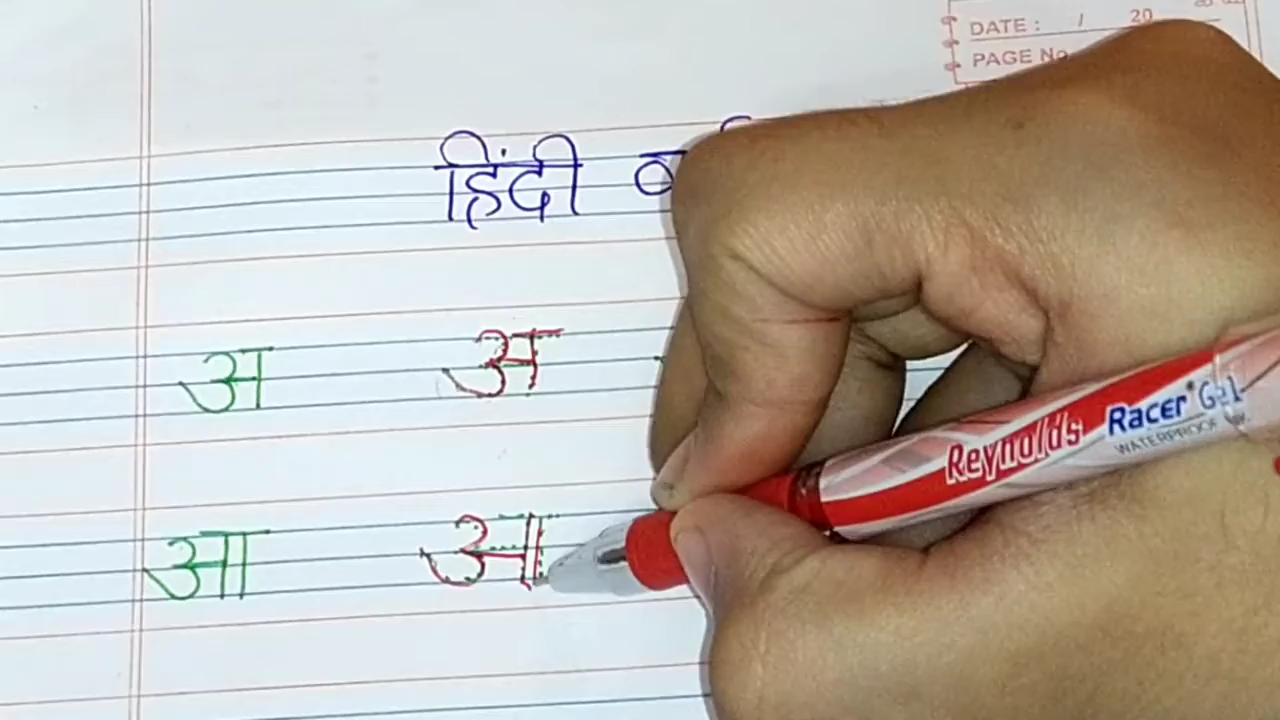 DATE : / 20
PAGE No
हिंदी
अ अ
आ आ
Reynolds Racer Gel
WATERPROOF